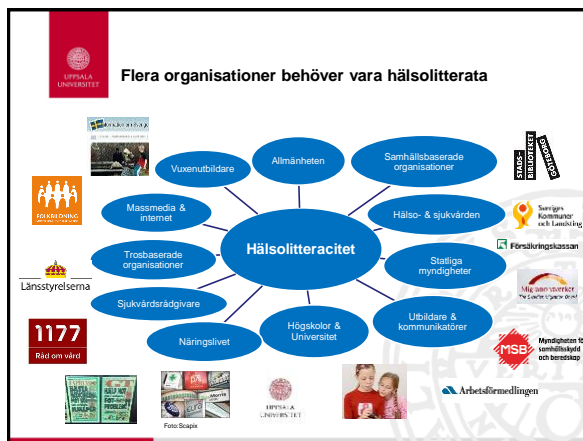 UPPSALA
UNIVERSITET
Flera organisationer behöver vara hälsolitterata
Vuxenutbildare
Allmänheten
Samhällsbaserade
organisationer
STADS-
BIBLIOTEKET
GÖTEBORG
FOLKBILDNING
Massmedia &
internet
Hälso- & sjukvården
Sveriges
Kommuner
och Landsting
Hälsolitteracitet
Försäkringskassan
Trosbaserade
organisationer
Statliga
myndigheter
Länsstyrelserna
Migrationsverket
Sjukvårdsrådgivare
Utbildare &
kommunikatörer
1177
Råd om vård
Näringslivet
Högskolor &
Universitet
MSB
Myndigheten för
samhällsskydd
och beredskap
Arbetsförmedlingen
UPPSALA
UNIVERSITET
Foto:Scapix